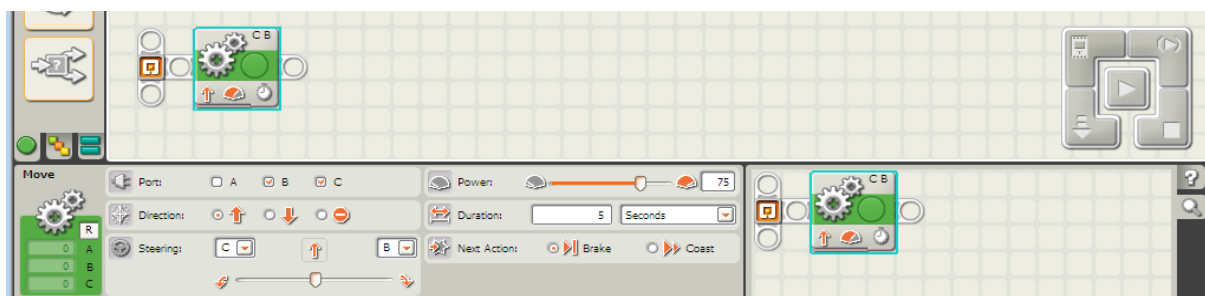 C B
Move
Port: A B C
Power: 75
Direction:
Duration: 5 Seconds
Steering: C B
Next Action: Brake Coast
R
0 A
0 B
0 C
C B
?
?